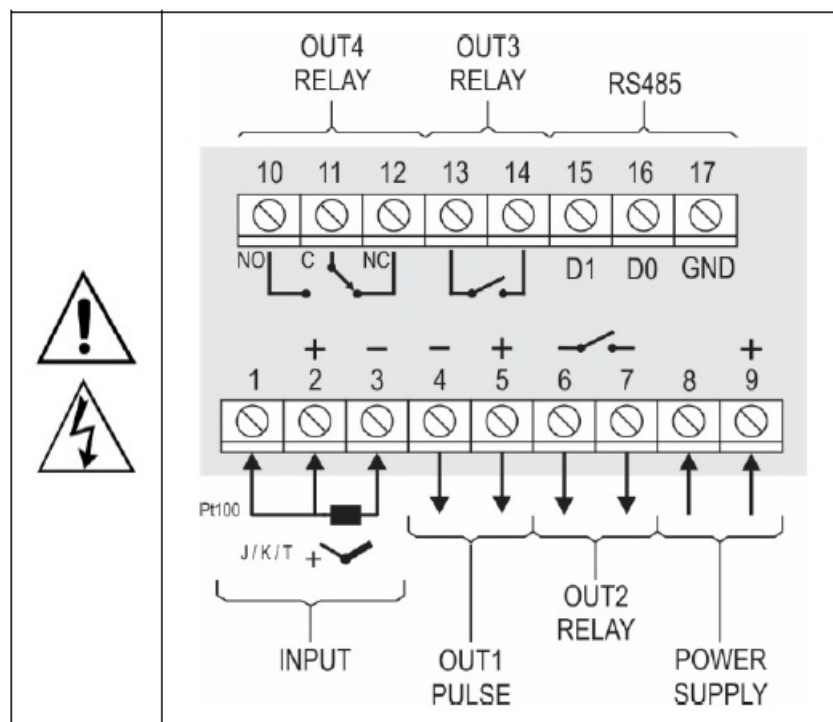 OUT4 OUT3
RELAY RELAY RS485
10 11 12 13 14 15 16 17
NO C NC D1 D0 GND
+ − − + +
1 2 3 4 5 6 7 8 9
Pt100
J/K/T +
INPUT OUT1 OUT2 POWER
PULSE RELAY SUPPLY